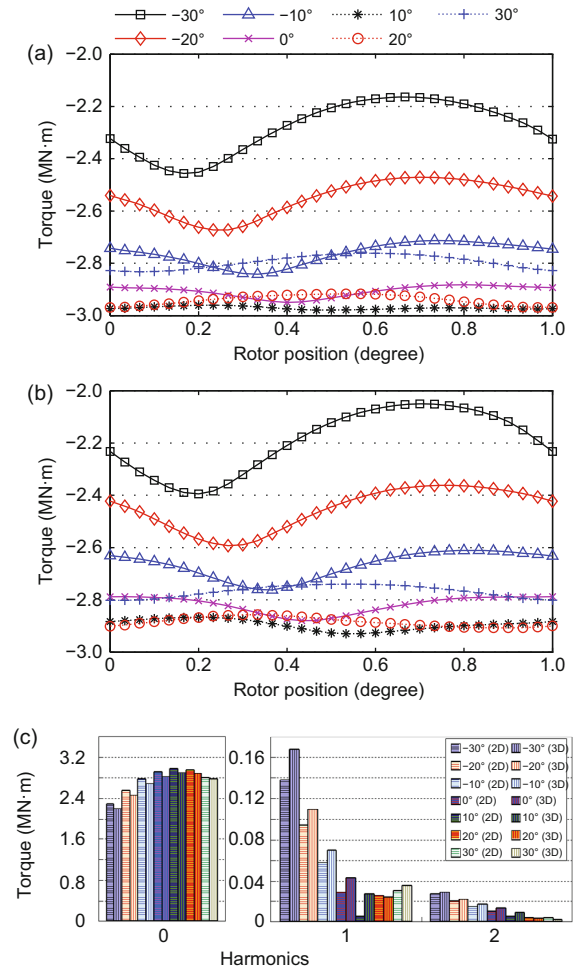 −30° −10° 10° 30°
−20° 0° 20°
(a)
−2.0
−2.2
−2.4
−2.6
−2.8
−3.0
Torque (MN·m)
0 0.2 0.4 0.6 0.8 1.0
Rotor position (degree)
(b)
−2.0
−2.2
−2.4
−2.6
−2.8
−3.0
Torque (MN·m)
0 0.2 0.4 0.6 0.8 1.0
Rotor position (degree)
(c)
3.2
2.4
1.6
0.8
0
Torque (MN·m)
0
0.16
0.12
0.08
0.04
0
1 2
Harmonics
−30° (2D) −30° (3D)
−20° (2D) −20° (3D)
−10° (2D) −10° (3D)
0° (2D) 0° (3D)
10° (2D) 10° (3D)
20° (2D) 20° (3D)
30° (2D) 30° (3D)